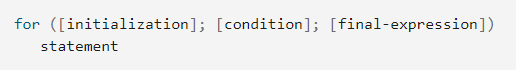 for ([initialization]; [condition]; [final-expression])
   statement